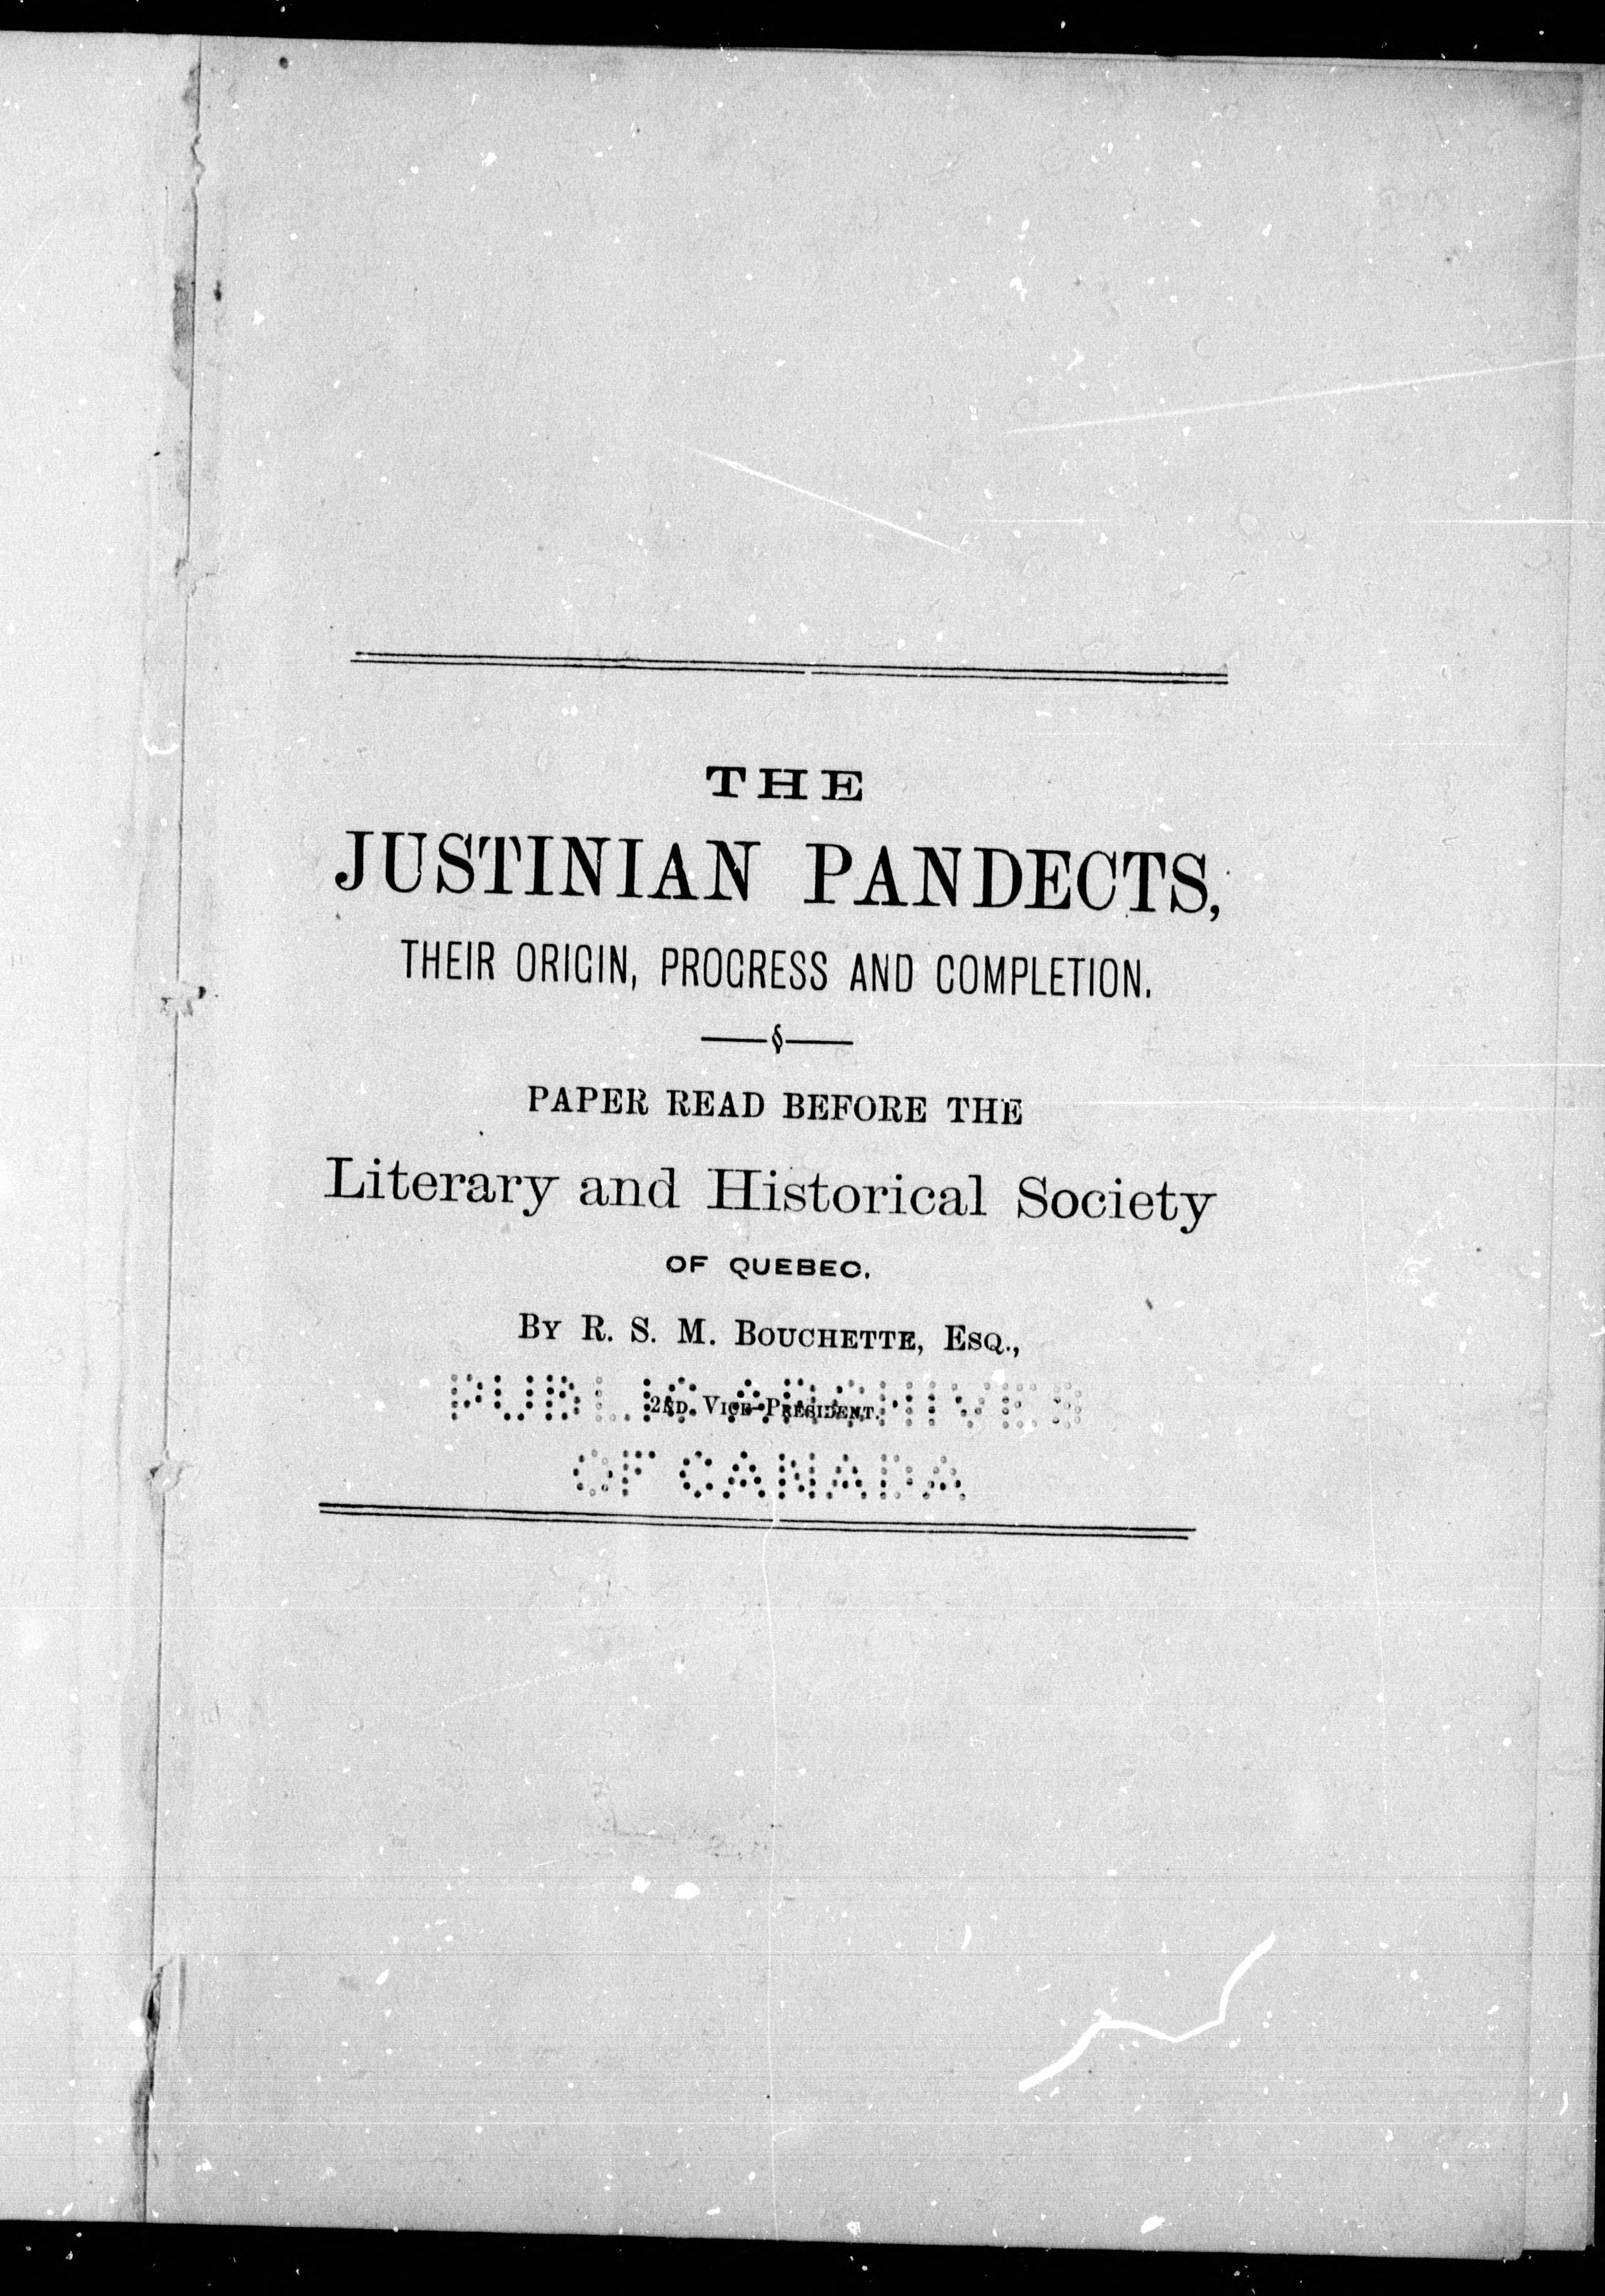 THE
JUSTINIAN PANDECTS,
THEIR ORIGIN, PROGRESS AND COMPLETION.
§
PAPER READ BEFORE THE
Literary and Historical Society
OF QUEBEC,
By R. S. M. Bouchette, Esq.,
2nd. Vice-President.
PUBLIC ARCHIVES
OF CANADA